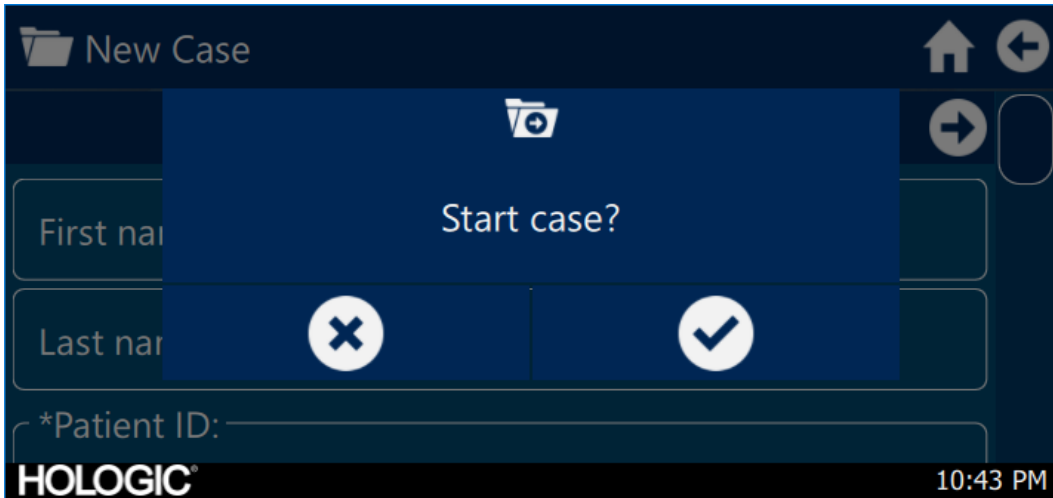 New Case
Start case?
First nar
Last nar
*Patient ID:
HOLOGIC®
10:43 PM